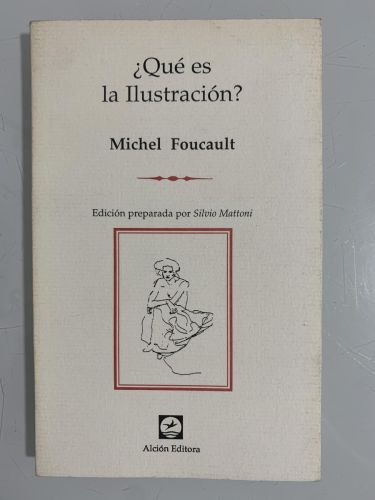 ¿Qué es
la Ilustración?
Michel Foucault
Edición preparada por Silvio Mattoni
Alción Editora